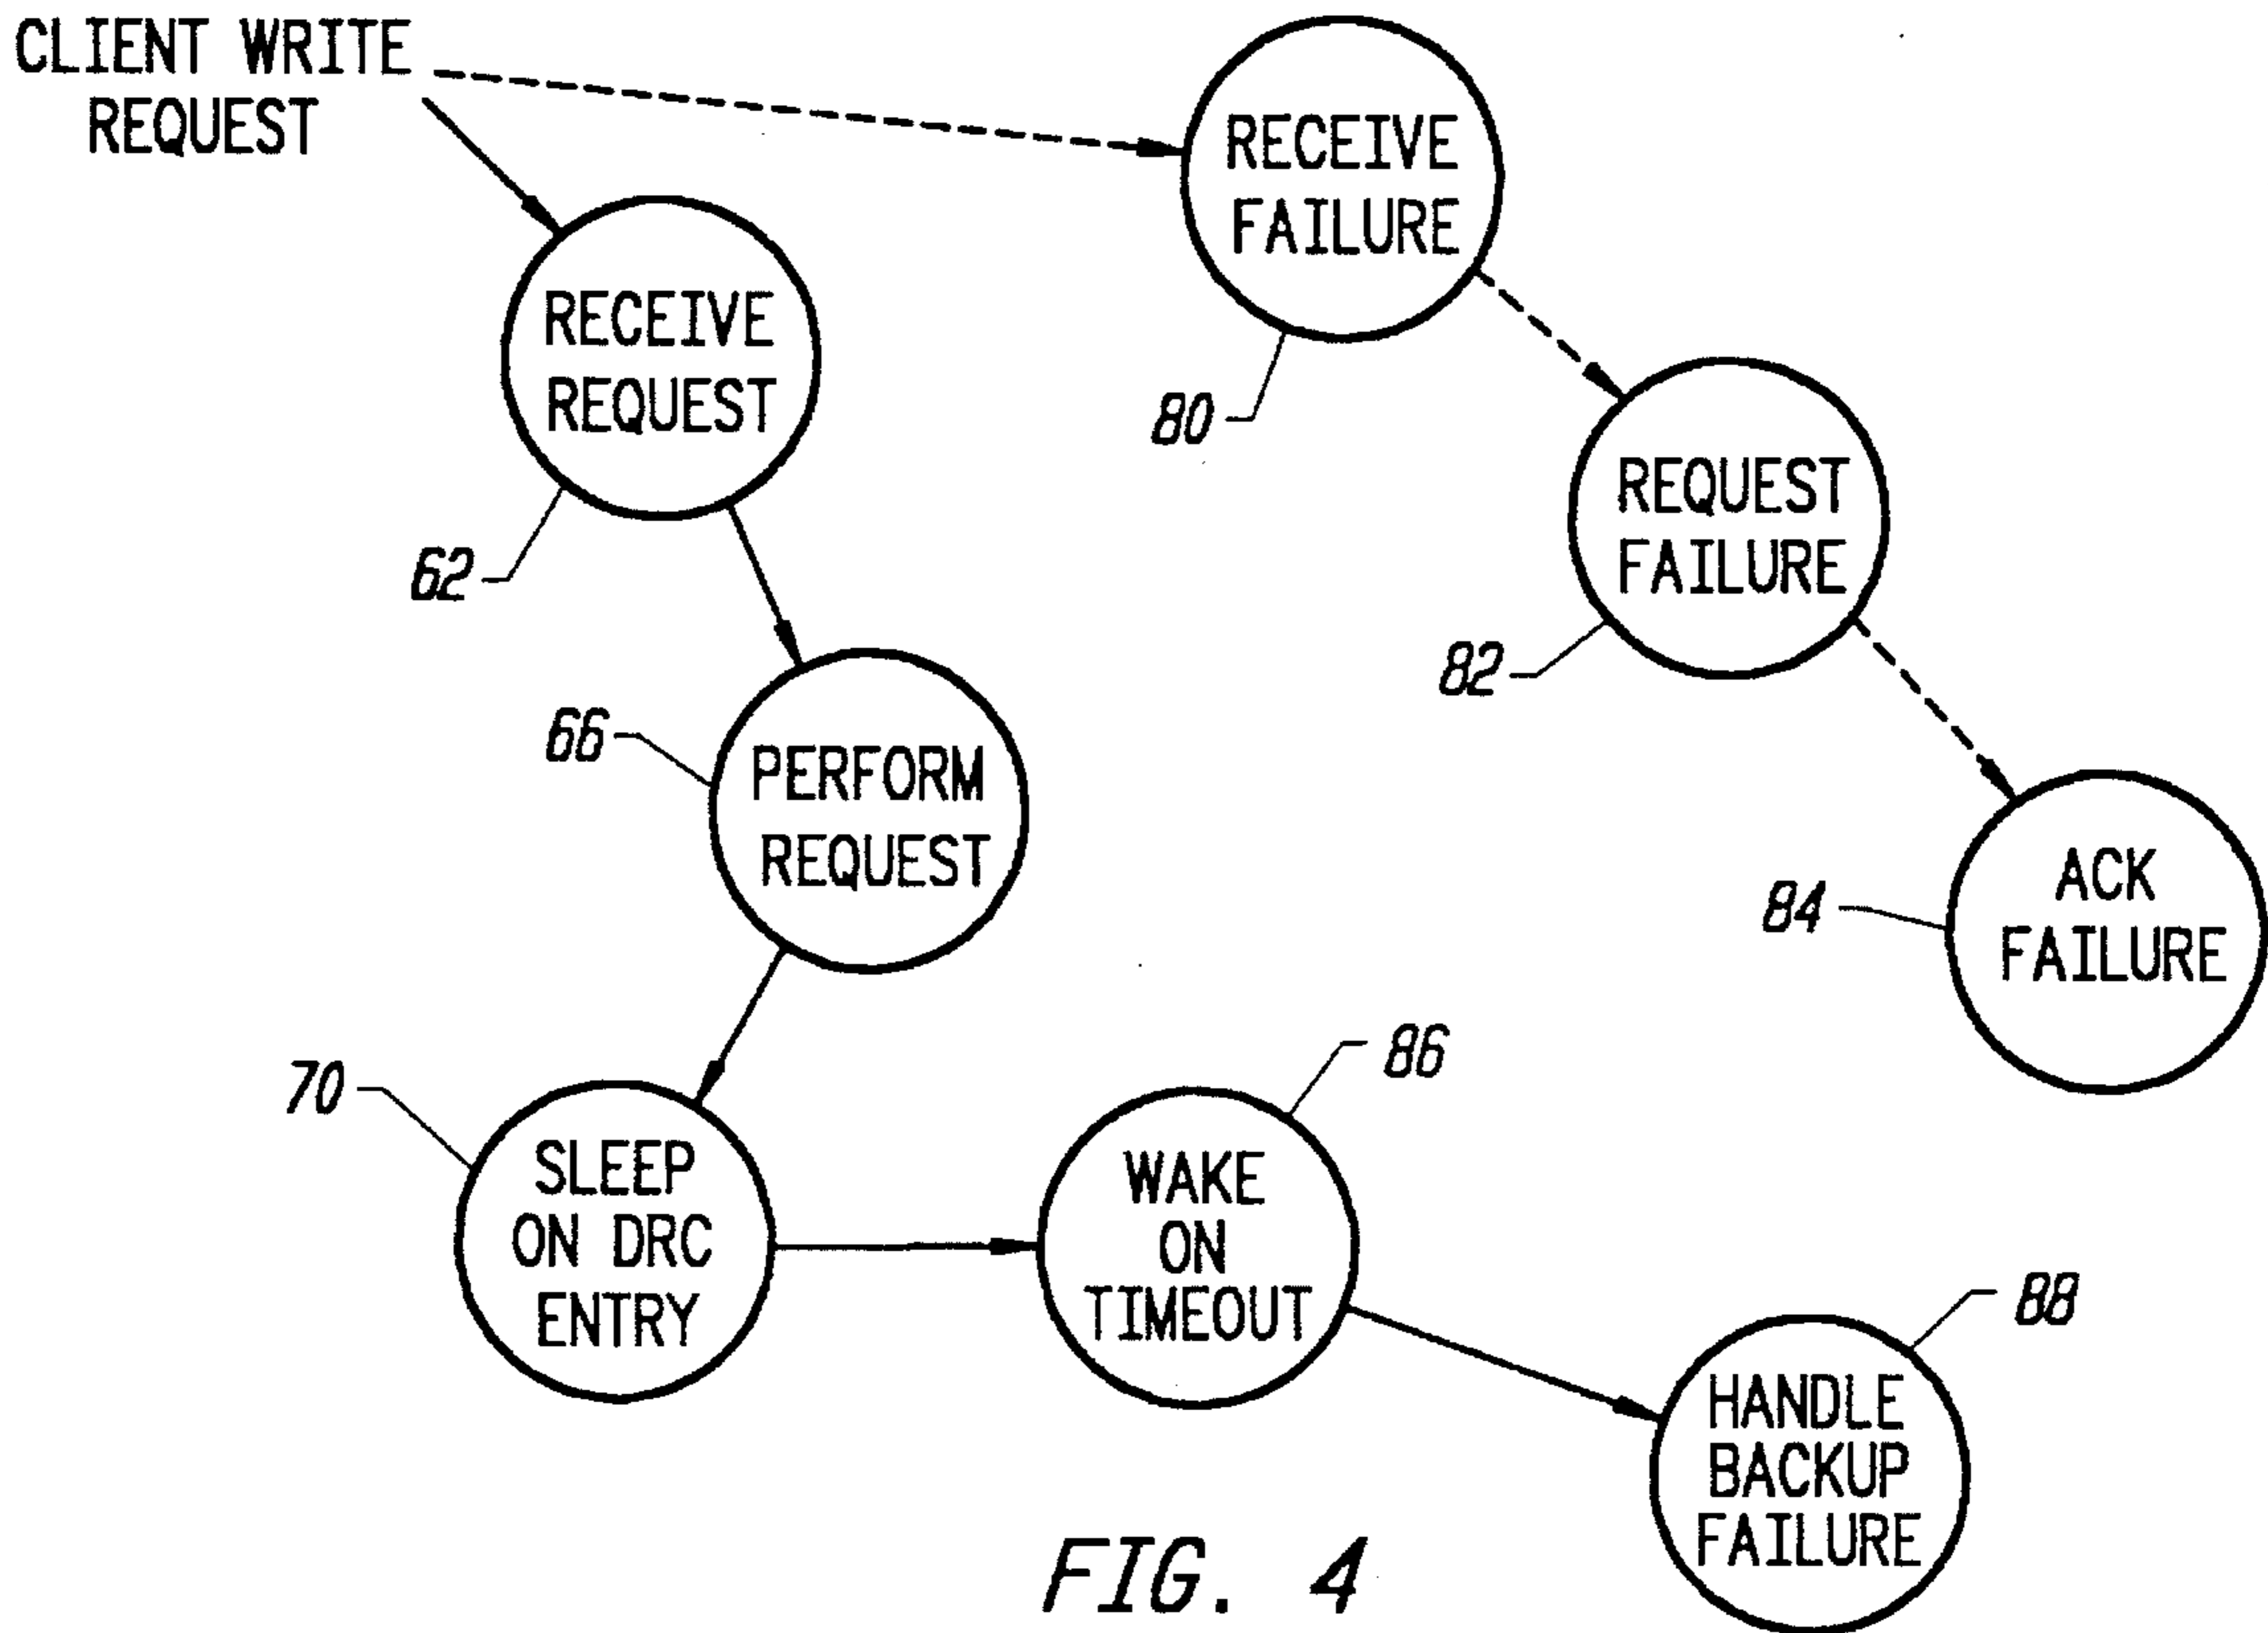 CLIENT WRITE
REQUEST
RECEIVE
FAILURE
80
RECEIVE
REQUEST
62
REQUEST
FAILURE
82
PERFORM
REQUEST
66
ACK
FAILURE
84
SLEEP
ON DRC
ENTRY
70
WAKE
ON
TIMEOUT
86
HANDLE
BACKUP
FAILURE
88
FIG. 4